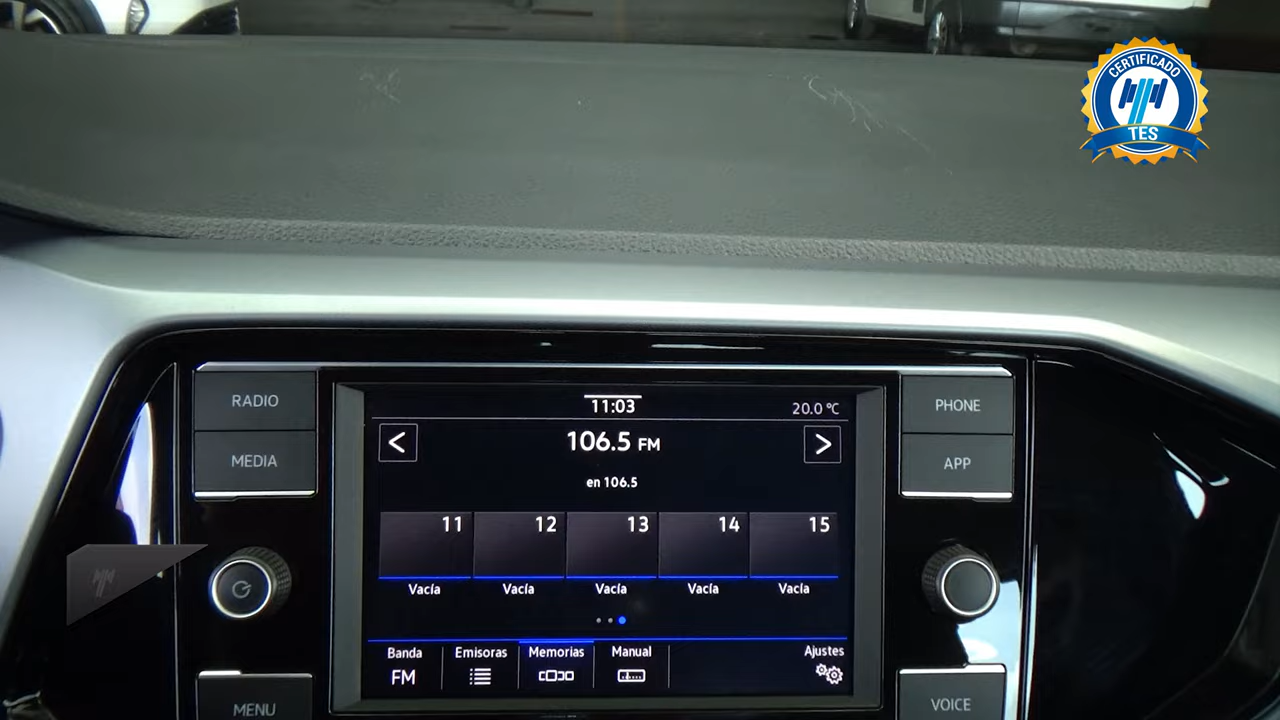 CERTIFICADO
TES
RADIO
MEDIA
MENU
PHONE
APP
VOICE
11:03
20.0 °C
<
106.5 FM
>
en 106.5
11 12 13 14 15
Vacía Vacía Vacía Vacía Vacía
Banda Emisoras Memorias Manual Ajustes
FM